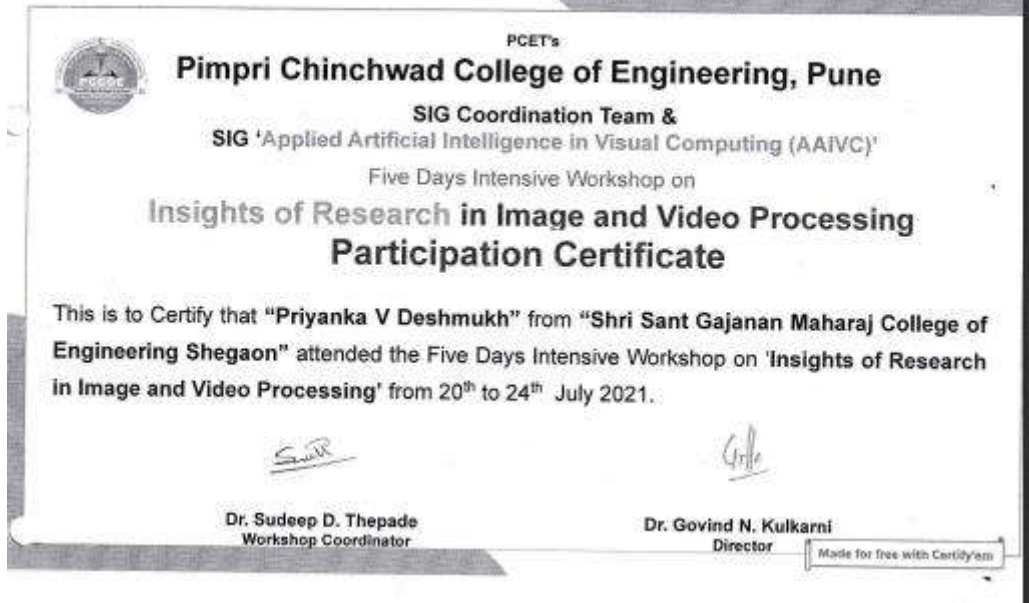 PCET's
Pimpri Chinchwad College of Engineering, Pune
SIG Coordination Team &
SIG 'Applied Artificial Intelligence in Visual Computing (AAIVC)'
Five Days Intensive Workshop on
Insights of Research in Image and Video Processing
Participation Certificate
This is to Certify that “Priyanka V Deshmukh” from “Shri Sant Gajanan Maharaj College of
Engineering Shegaon” attended the Five Days Intensive Workshop on 'Insights of Research
in Image and Video Processing' from 20th to 24th July 2021.
Dr. Sudeep D. Thepade
Workshop Coordinator
Dr. Govind N. Kulkarni
Director
Made for free with Certify'em